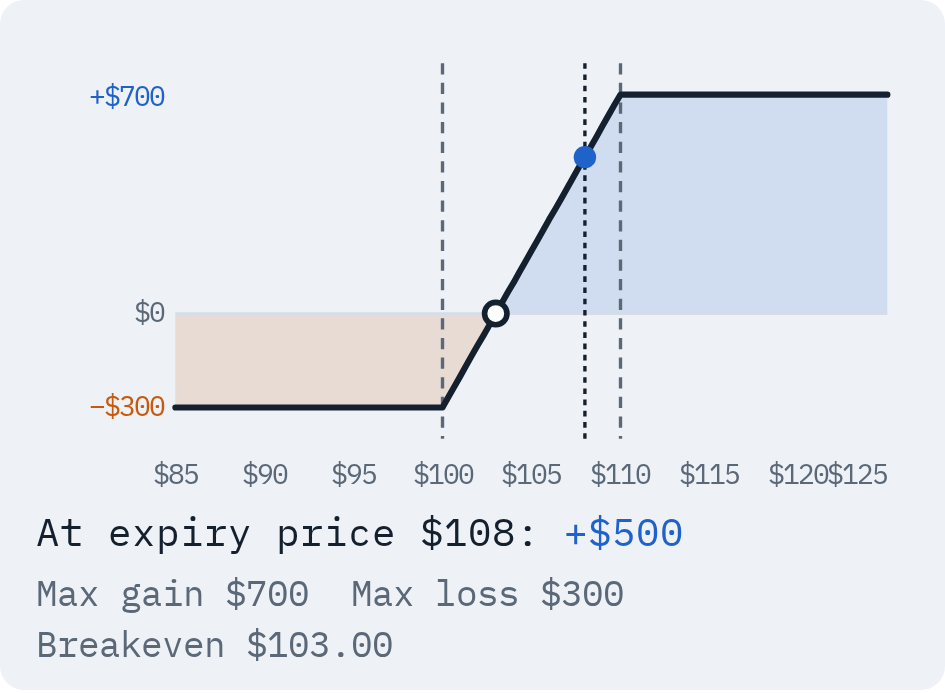 +$700
$0
−$300
$85 $90 $95 $100 $105 $110 $115 $120 $125
At expiry price $108: +$500
Max gain $700 Max loss $300
Breakeven $103.00